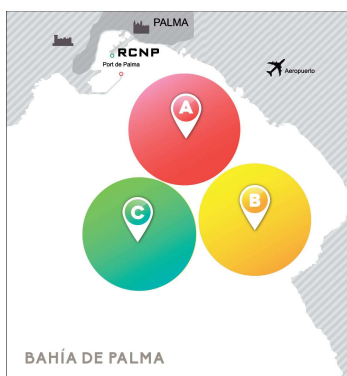 PALMA
RCNP
Port de Palma
Aeropuerto
A
B
C
BAHÍA DE PALMA